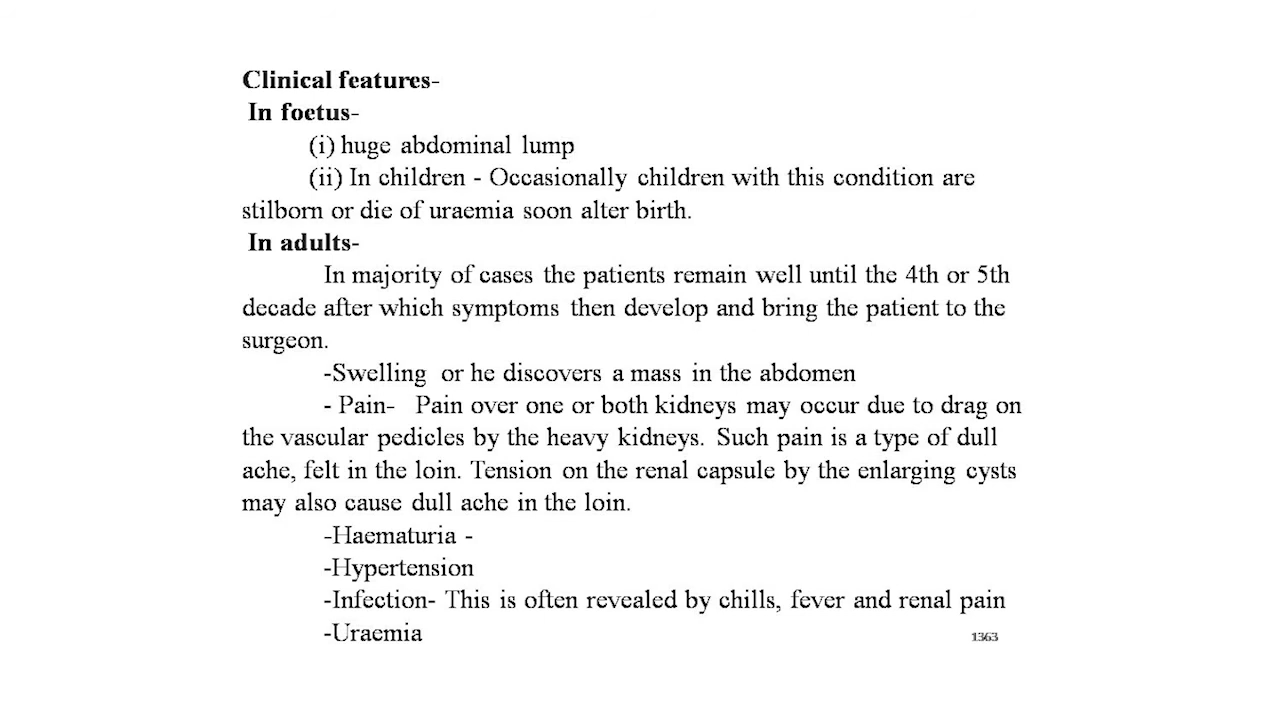 Clinical features-
In foetus-
(i) huge abdominal lump
(ii) In children - Occasionally children with this condition are
stilborn or die of uraemia soon alter birth.
In adults-
In majority of cases the patients remain well until the 4th or 5th
decade after which symptoms then develop and bring the patient to the
surgeon.
-Swelling or he discovers a mass in the abdomen
- Pain- Pain over one or both kidneys may occur due to drag on
the vascular pedicles by the heavy kidneys. Such pain is a type of dull
ache, felt in the loin. Tension on the renal capsule by the enlarging cysts
may also cause dull ache in the loin.
-Haematuria -
-Hypertension
-Infection- This is often revealed by chills, fever and renal pain
-Uraemia
1363